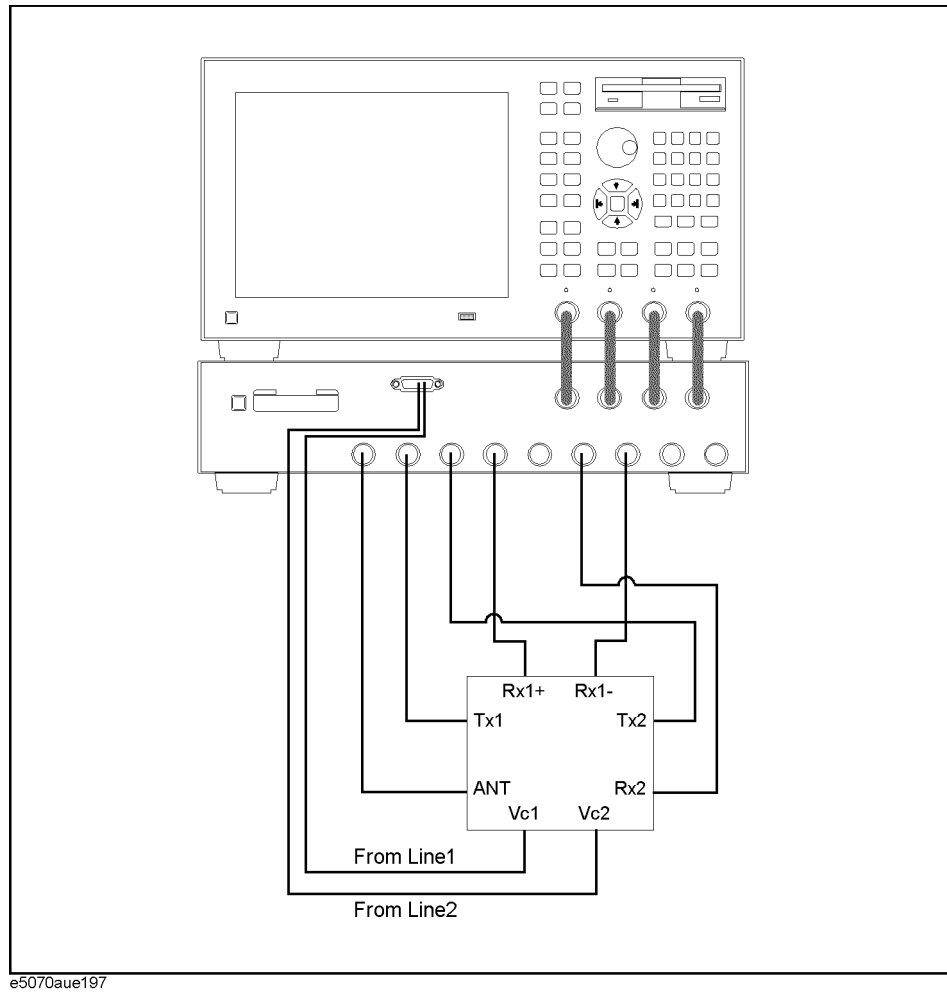 Rx1+ Rx1-
Tx1 Tx2
ANT Rx2
Vc1 Vc2
From Line1
From Line2
e5070aue197